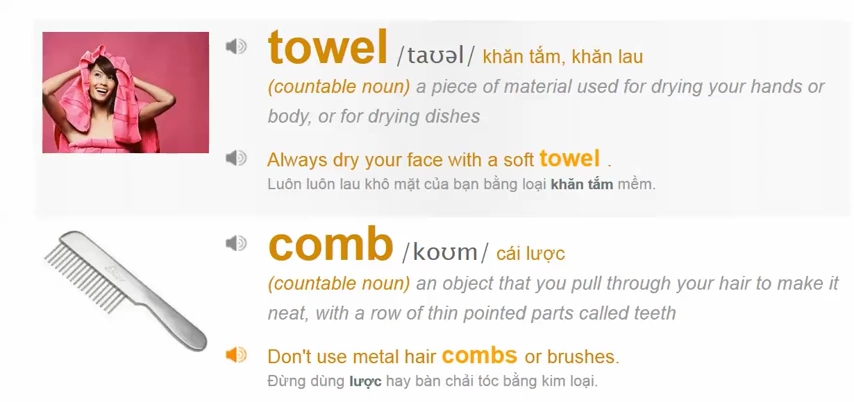 towel /taʊəl/ khăn tắm, khăn lau
(countable noun) a piece of material used for drying your hands or
body, or for drying dishes
Always dry your face with a soft towel .
Luôn luôn lau khô mặt của bạn bằng loại khăn tắm mềm.
comb /koʊm/ cái lược
(countable noun) an object that you pull through your hair to make it
neat, with a row of thin pointed parts called teeth
Don't use metal hair combs or brushes.
Đừng dùng lược hay bàn chải tóc bằng kim loại.